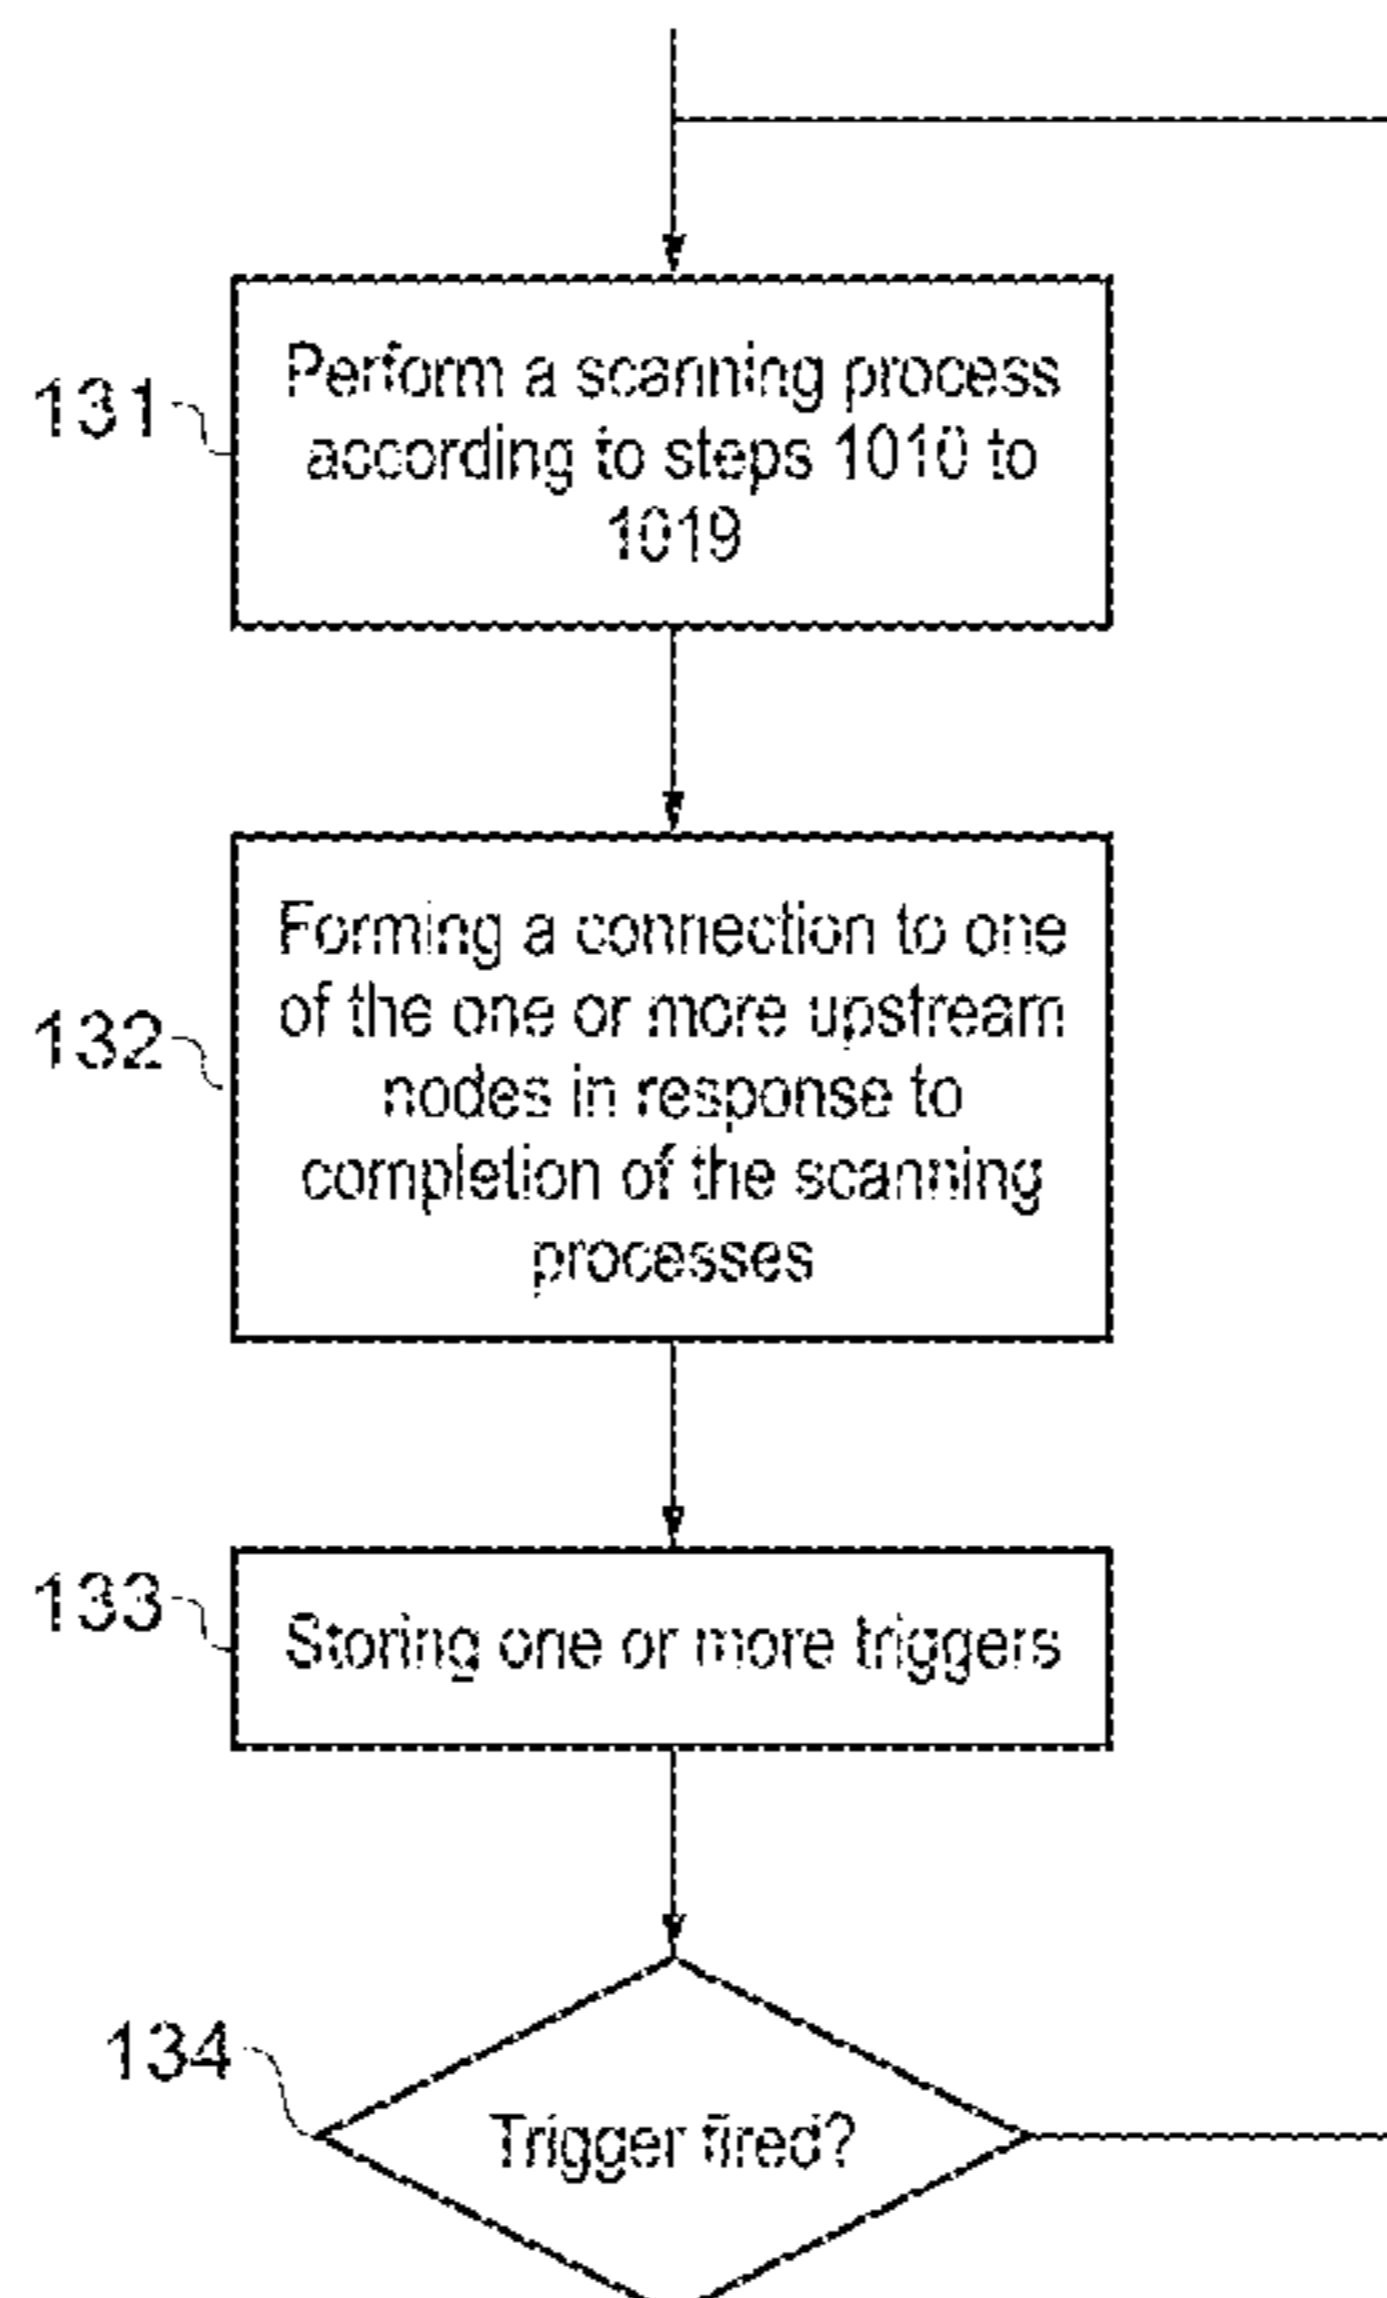 131
Perform a scanning process
according to steps 1010 to
1019
132
Forming a connection to one
of the one or more upstream
nodes in response to
completion of the scanning
processes
133
Storing one or more triggers
134
Trigger fired?